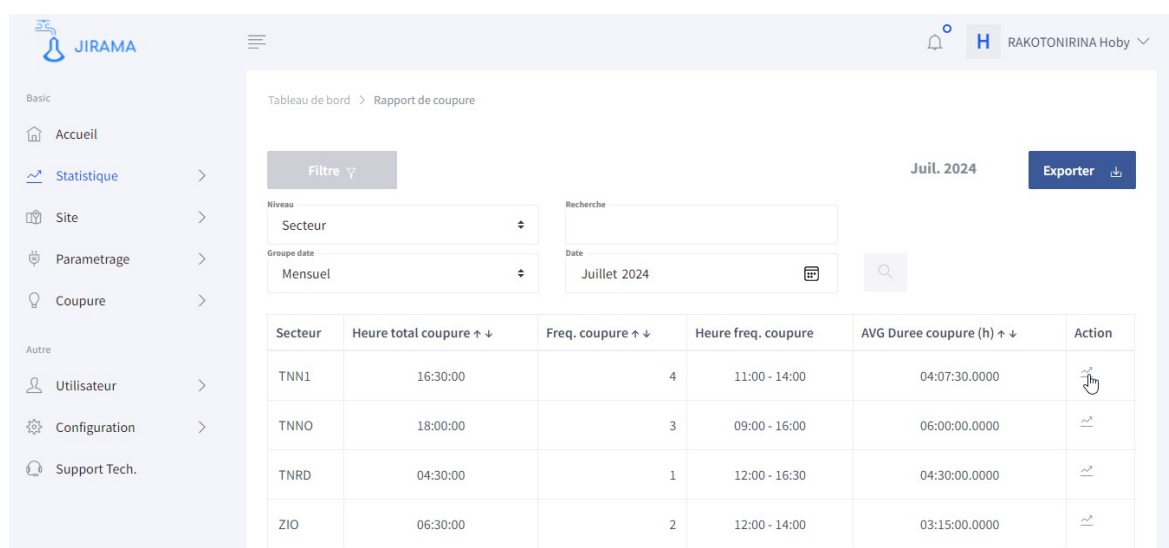 JIRAMA
H RAKOTONIRINA Hoby
Basic
Accueil
Statistique
Site
Parametrage
Coupure
Autre
Utilisateur
Configuration
Support Tech.
Tableau de bord > Rapport de coupure
Filtre
Juil. 2024
Exporter
Niveau
Secteur
Recherche
Groupe date
Mensuel
Date
Juillet 2024
Secteur Heure total coupure ↑ ↓ Freq. coupure ↑ ↓ Heure freq. coupure AVG Duree coupure (h) ↑ ↓ Action
TNN1 16:30:00 4 11:00 - 14:00 04:07:30.0000
TNNO 18:00:00 3 09:00 - 16:00 06:00:00.0000
TNRD 04:30:00 1 12:00 - 16:30 04:30:00.0000
ZIO 06:30:00 2 12:00 - 14:00 03:15:00.0000